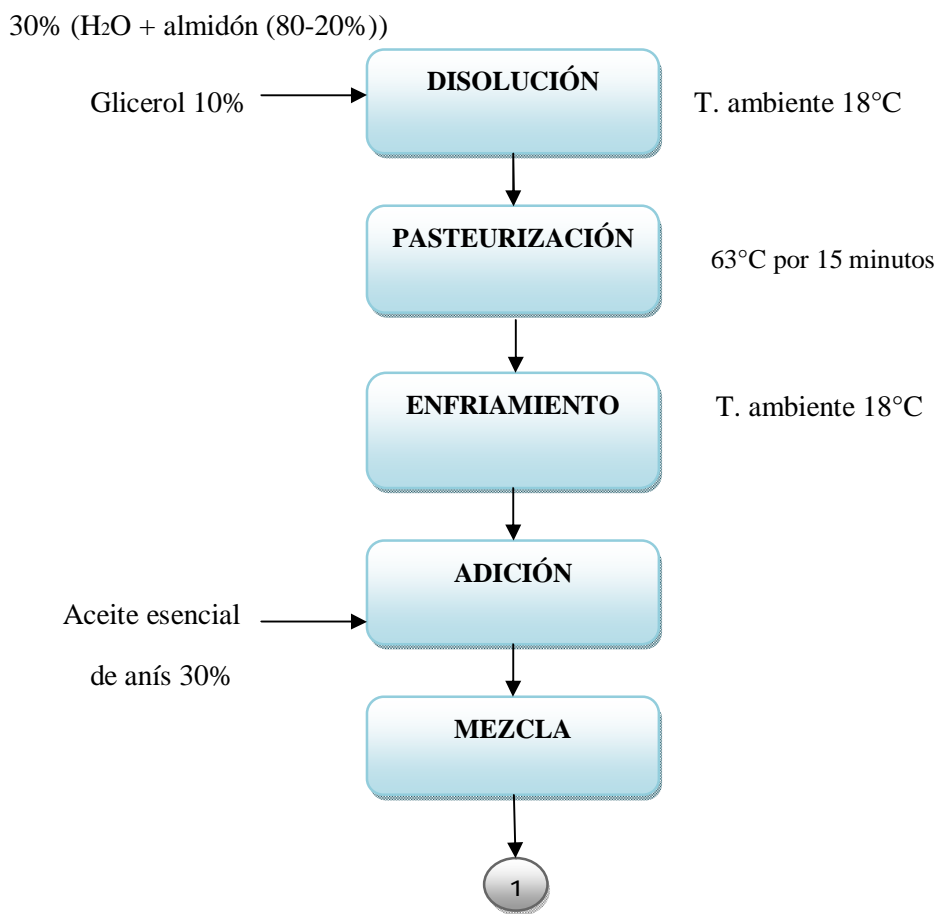 30% (H₂O + almidón (80-20%))
DISOLUCIÓN
Glicerol 10%
T. ambiente 18°C
PASTEURIZACIÓN
63°C por 15 minutos
ENFRIAMIENTO
T. ambiente 18°C
ADICIÓN
Aceite esencial
de anís 30%
MEZCLA
1